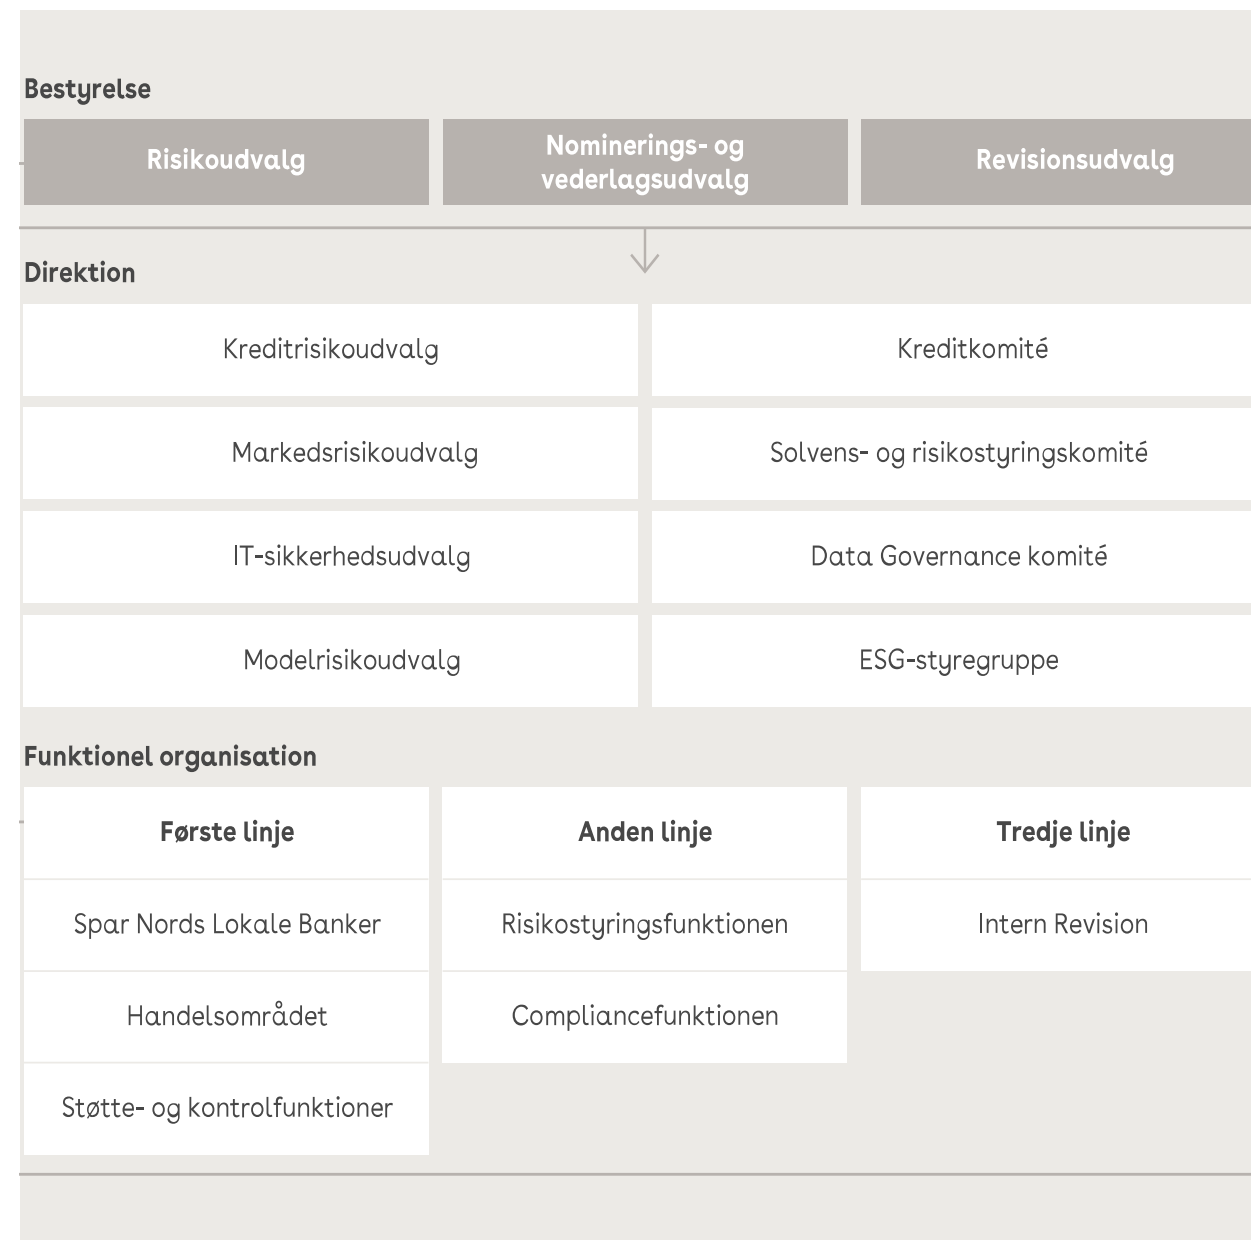 Bestyrelse
Risikoudvalg
Nominerings- og
vederlagsudvalg
Revisionsudvalg
Direktion
Kreditrisikoudvalg
Kreditkomité
Markedsrisikoudvalg
Solvens- og risikostyringskomité
IT-sikkerhedsudvalg
Data Governance komité
Modelrisikoudvalg
ESG-styregruppe
Funktionel organisation
Første linje
Anden linje
Tredje linje
Spar Nords Lokale Banker
Risikostyringsfunktionen
Intern Revision
Handelsområdet
Compliancefunktionen
Støtte- og kontrolfunktioner